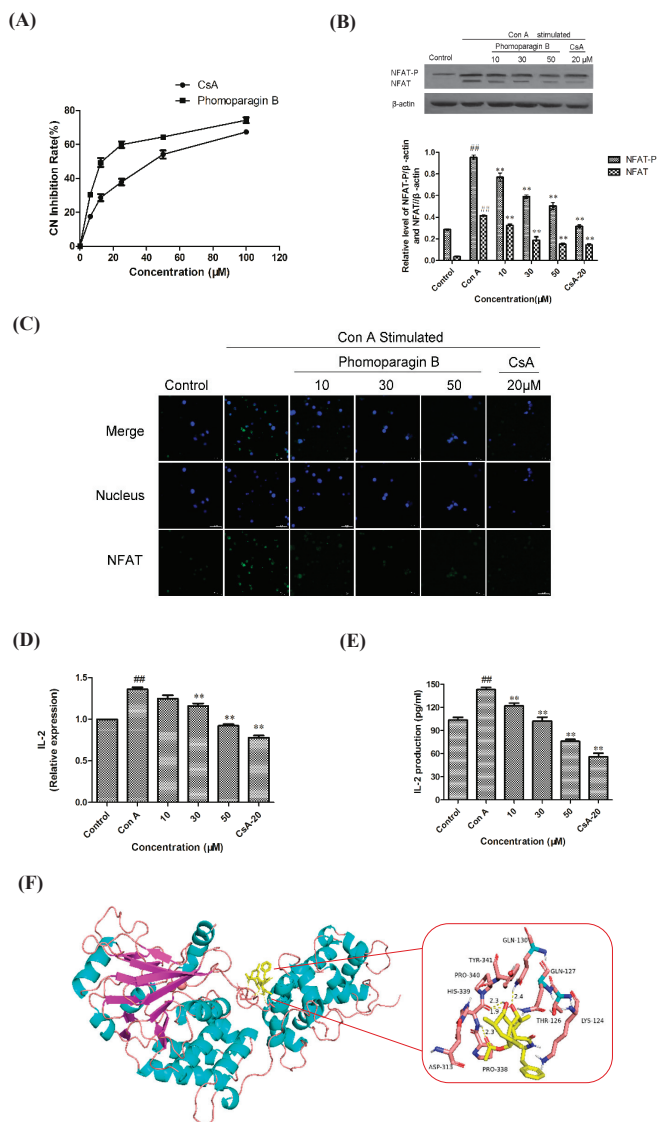 (A)
CsA
Phomoparagin B
CN Inhibition Rate(%)
80
60
40
20
0
0 20 40 60 80 100
Concentration (µM)
(B)
Con A stimulated
Phomoparagin B CsA
Control 10 30 50 20 µM
NFAT-P
NFAT
β-actin
NFAT-P
NFAT
Relative level of NFAT-P/β -actin
and NFAT//β -actin
1.0
0.8
0.6
0.4
0.2
0.0
## ## ** ** ** ** ** ** ** **
Control Con A 10 30 50 CsA-20
Concentration(µM)
(C)
Con A Stimulated
Phomoparagin B CsA
Control 10 30 50 20µM
Merge
Nucleus
NFAT
(D)
IL-2
(Relative expression)
1.5
1.0
0.5
0.0
## ** ** **
Control Con A 10 30 50 CsA-20
Concentration (µM)
(E)
IL-2 production (pg/ml)
150
120
90
60
30
0
## ** ** ** **
Control Con A 10 30 50 CsA-20
Concentration (µM)
(F)
GLN-130
TYR-341
PRO-340
GLN-127
HIS-339
2.4
2.3
1.9
THR-126
LYS-124
2.3
ASP-313
PRO-338